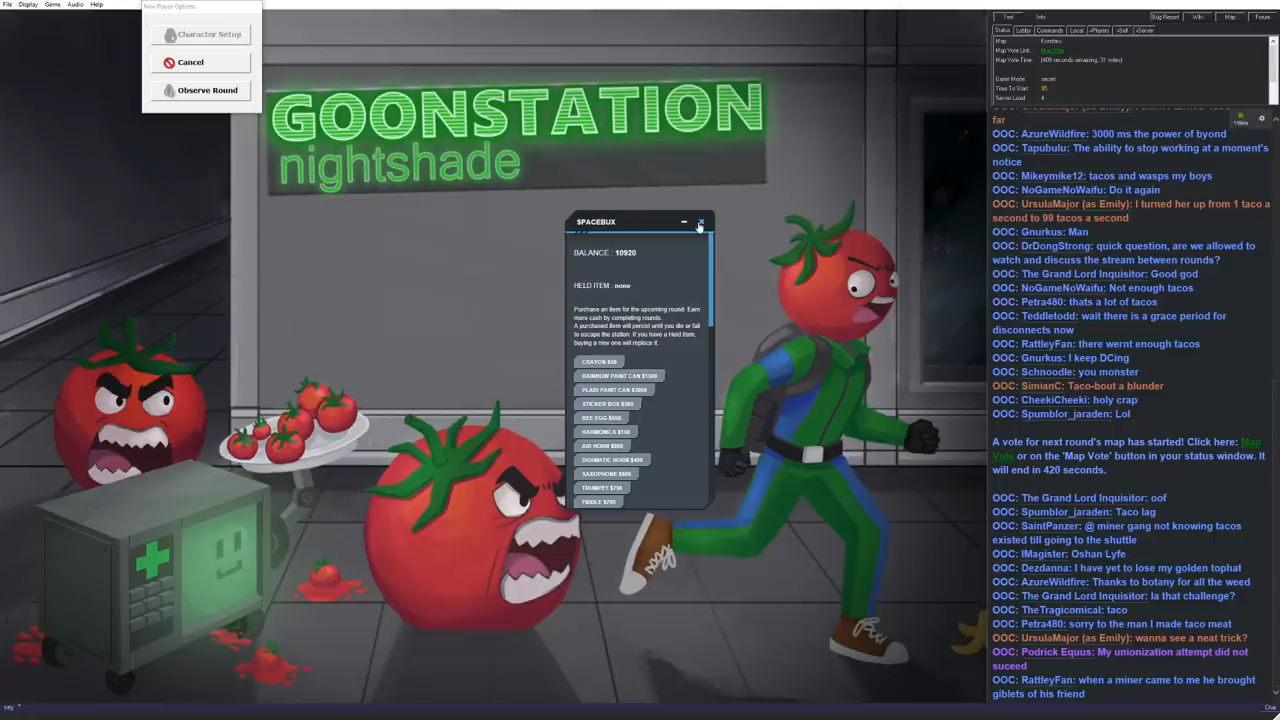 File Display Game Audio Help
New Player Options
Character Setup
Cancel
Observe Round
GOONSTATION
nightshade
SPACEBUX
BALANCE : 10920
HELD ITEM : none
Purchase an item for the upcoming round. Earn
more cash by completing rounds.
A purchased item will persist until you die or fail
to escape the station. If you have a Held Item,
buying a new one will replace it.
CRAYON $50
RAINBOW PAINT CAN $1500
PLAID PAINT CAN $3000
STICKER BOX $300
BEE EGG $550
HARMONICA $150
AIR HORN $800
DRAMATIC HORN $400
SAXOPHONE $600
TRUMPET $700
FIDDLE $700
Text Info Bug Report Wiki Map Forum
Status Lobby Commands Local
Map: Kondaru
Map Vote Link: Map Vote
Map Vote Time: (409 seconds remaining, 31 votes)
Game Mode: secret
Time To Start: 95
Server Load: 4
far
OOC: AzureWildfire: 3000 ms the power of byond
OOC: Tapubulu: The ability to stop working at a moment's
notice
OOC: Mikeymike12: tacos and wasps my boys
OOC: NoGameNoWaifu: Do it again
OOC: UrsulaMajor (as Emily): I turned her up from 1 taco a
second to 99 tacos a second
OOC: Gnurkus: Man
OOC: DrDongStrong: quick question, are we allowed to
watch and discuss the stream between rounds?
OOC: The Grand Lord Inquisitor: Good god
OOC: NoGameNoWaifu: Not enough tacos
OOC: Petra480: thats a lot of tacos
OOC: Teddletodd: wait there is a grace period for
disconnects now
OOC: RattleyFan: there wernt enough tacos
OOC: Gnurkus: I keep DCing
OOC: Schnoodle: you monster
OOC: SimianC: Taco-bout a blunder
OOC: CheekiCheeki: holy crap
OOC: Spumblor_jaraden: Lol
A vote for next round's map has started! Click here: Map
Vote or on the 'Map Vote' button in your status window. It
will end in 420 seconds.
OOC: The Grand Lord Inquisitor: oof
OOC: Spumblor_jaraden: Taco lag
OOC: SaintPanzer: @ miner gang not knowing tacos
existed till going to the shuttle
OOC: IMagister: Oshan Lyfe
OOC: Dezdanna: I have yet to lose my golden tophat
OOC: AzureWildfire: Thanks to botany for all the weed
OOC: The Grand Lord Inquisitor: Ia that challenge?
OOC: TheTragicomical: taco
OOC: Petra480: sorry to the man I made taco meat
OOC: UrsulaMajor (as Emily): wanna see a neat trick?
OOC: Podrick Equus: My unionization attempt did not
suceed
OOC: RattleyFan: when a miner came to me he brought
giblets of his friend
say "
Chat